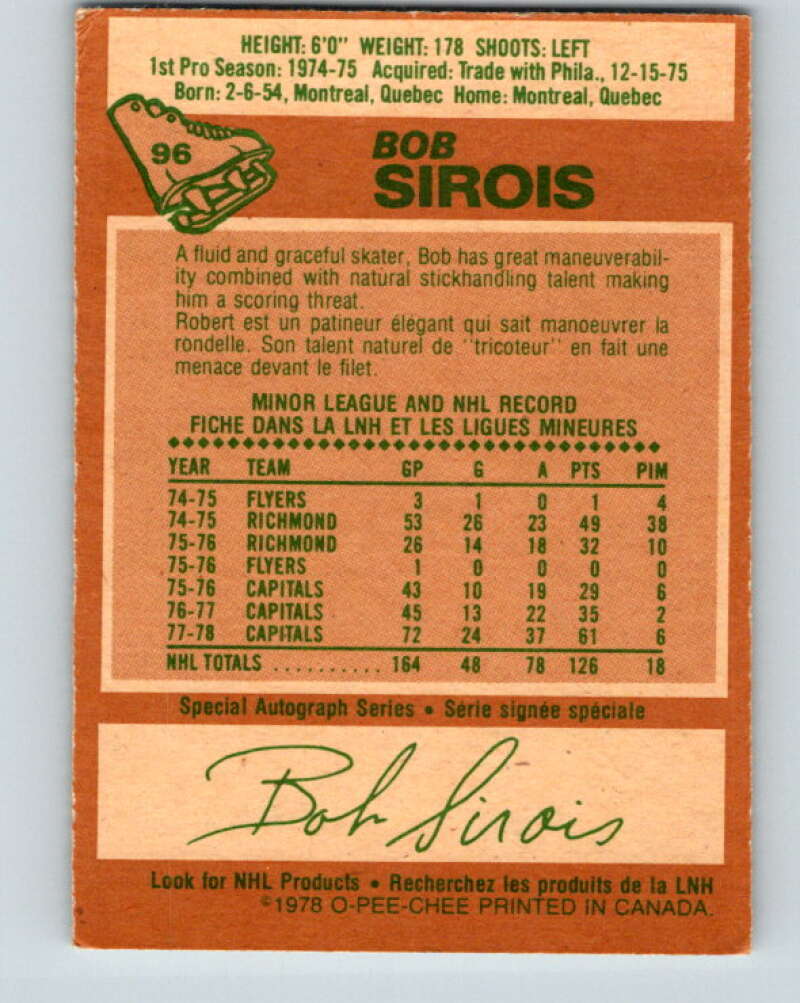 HEIGHT: 6'0" WEIGHT: 178 SHOOTS: LEFT
1st Pro Season: 1974-75 Acquired: Trade with Phila., 12-15-75
Born: 2-6-54, Montreal, Quebec Home: Montreal, Quebec
96
BOB
SIROIS
A fluid and graceful skater, Bob has great maneuverabil-
ity combined with natural stickhandling talent making
him a scoring threat.
Robert est un patineur élégant qui sait manoeuvrer la
rondelle. Son talent naturel de "tricoteur" en fait une
menace devant le filet.
MINOR LEAGUE AND NHL RECORD
FICHE DANS LA LNH ET LES LIGUES MINEURES
YEAR TEAM GP G A PTS PIM
74-75 FLYERS 3 1 0 1 4
74-75 RICHMOND 53 26 23 49 38
75-76 RICHMOND 26 14 18 32 10
75-76 FLYERS 1 0 0 0 0
75-76 CAPITALS 43 10 19 29 6
76-77 CAPITALS 45 13 22 35 2
77-78 CAPITALS 72 24 37 61 6
NHL TOTALS .......... 164 48 78 126 18
Special Autograph Series • Série signée spéciale
Bob Sirois
Look for NHL Products • Recherchez les produits de la LNH
©1978 O-PEE-CHEE PRINTED IN CANADA.